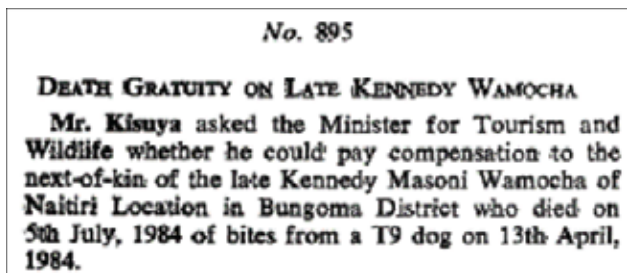 No. 895
DEATH GRATUITY ON LATE KENNEDY WAMOCHA
Mr. Kisuya asked the Minister for Tourism and
Wildlife whether he could pay compensation to the
next-of-kin of the late Kennedy Masoni Wamocha of
Naitiri Location in Bungoma District who died on
5th July, 1984 of bites from a T9 dog on 13th April,
1984.